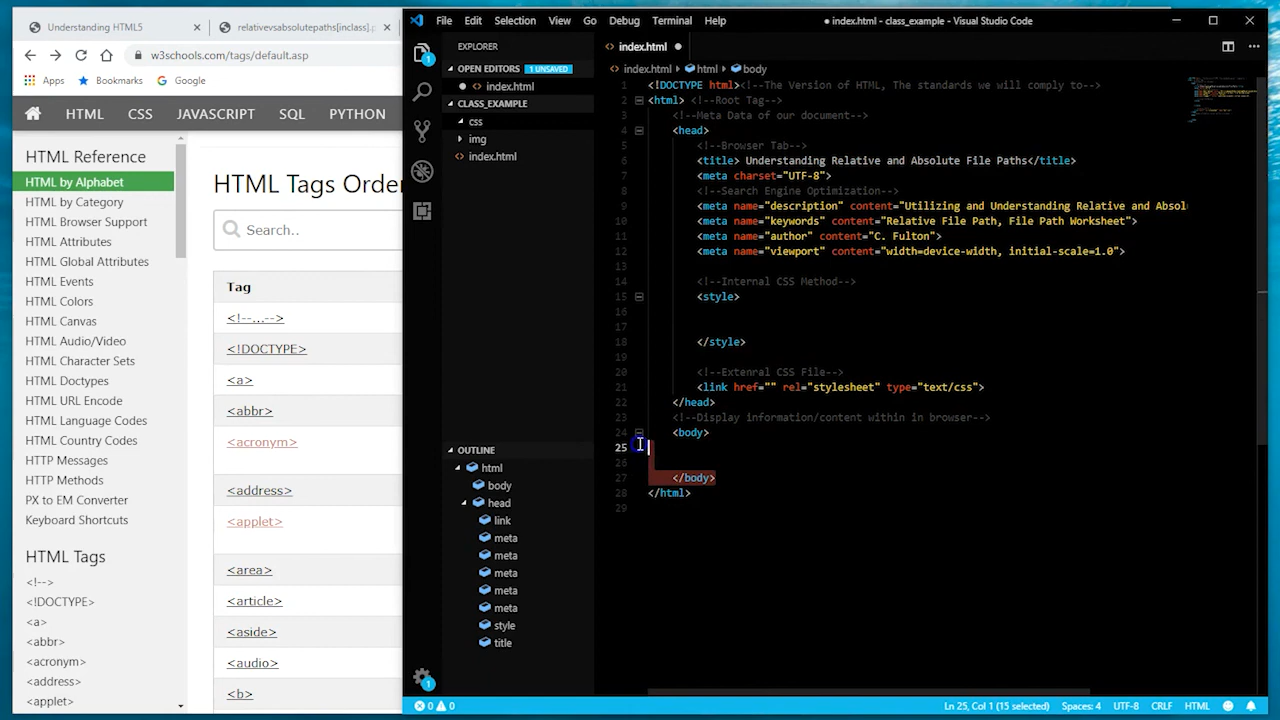 Understanding HTML5
relativevsabsolutepaths[inclass].p
w3schools.com/tags/default.asp
Apps
Bookmarks
Google
HTML
CSS
JAVASCRIPT
SQL
PYTHON
HTML Reference
HTML by Alphabet
HTML by Category
HTML Browser Support
HTML Attributes
HTML Global Attributes
HTML Events
HTML Colors
HTML Canvas
HTML Audio/Video
HTML Character Sets
HTML Doctypes
HTML URL Encode
HTML Language Codes
HTML Country Codes
HTTP Messages
HTTP Methods
PX to EM Converter
Keyboard Shortcuts
HTML Tags
<!-->
<!DOCTYPE>
<a>
<abbr>
<acronym>
<address>
<applet>
HTML Tags Orde
Search..
Tag
<!--...-->
<!DOCTYPE>
<a>
<abbr>
<acronym>
<address>
<applet>
<area>
<article>
<aside>
<audio>
<b>
File Edit Selection View Go Debug Terminal Help
● index.html - class_example - Visual Studio Code
EXPLORER
OPEN EDITORS 1 UNSAVED
index.html
CLASS_EXAMPLE
css
img
index.html
OUTLINE
html
body
head
link
meta
meta
meta
meta
meta
style
title
index.html
index.html html body
1 <!DOCTYPE html><!--The Version of HTML, The standards we will comply to-->
2 <html> <!--Root Tag-->
3 <!--Meta Data of our document-->
4 <head>
5 <!--Browser Tab-->
6 <title> Understanding Relative and Absolute File Paths</title>
7 <meta charset="UTF-8">
8 <!--Search Engine Optimization-->
9 <meta name="description" content="Utilizing and Understanding Relative and Absol
10 <meta name="keywords" content="Relative File Path, File Path Worksheet">
11 <meta name="author" content="C. Fulton">
12 <meta name="viewport" content="width=device-width, initial-scale=1.0">
13
14 <!--Internal CSS Method-->
15 <style>
16
17
18 </style>
19
20 <!--Extenral CSS File-->
21 <link href="" rel="stylesheet" type="text/css">
22 </head>
23 <!--Display information/content within in browser-->
24 <body>
25
26
27 </body>
28 </html>
29
1
1
0 0
Ln 25, Col 1 (15 selected)
Spaces: 4
UTF-8
CRLF
HTML